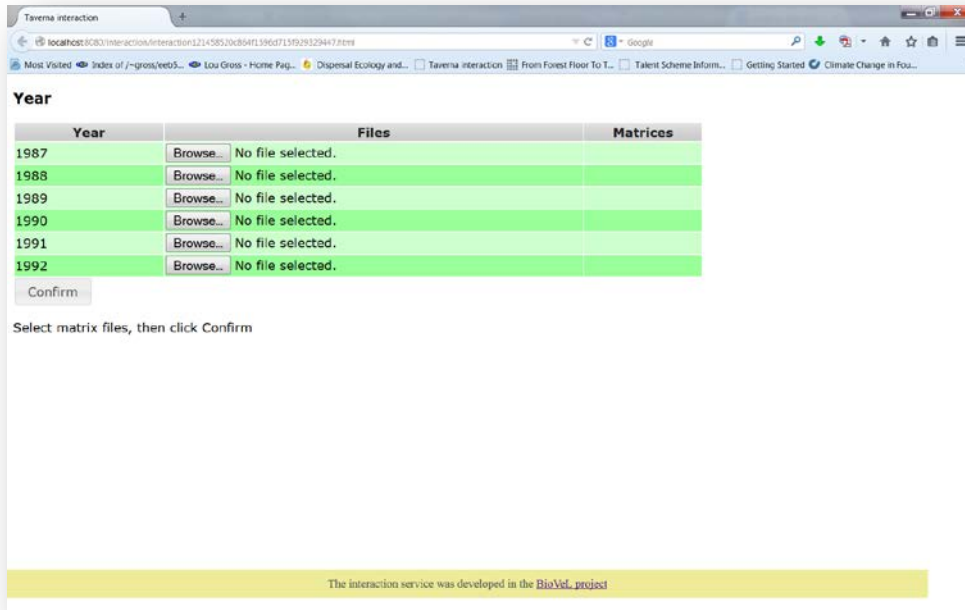 Taverna interaction
localhost:8080/interaction/interaction121458520c864f1396d715f929329447.html
Google
Most Visited Index of /~gross/eeb5... Lou Gross - Home Pag... Dispersal Ecology and... Taverna interaction From Forest Floor To T... Talent Scheme Inform... Getting Started Climate Change in Fou...
Year
Year Files Matrices
1987 Browse... No file selected.
1988 Browse... No file selected.
1989 Browse... No file selected.
1990 Browse... No file selected.
1991 Browse... No file selected.
1992 Browse... No file selected.
Confirm
Select matrix files, then click Confirm
The interaction service was developed in the BioVeL project